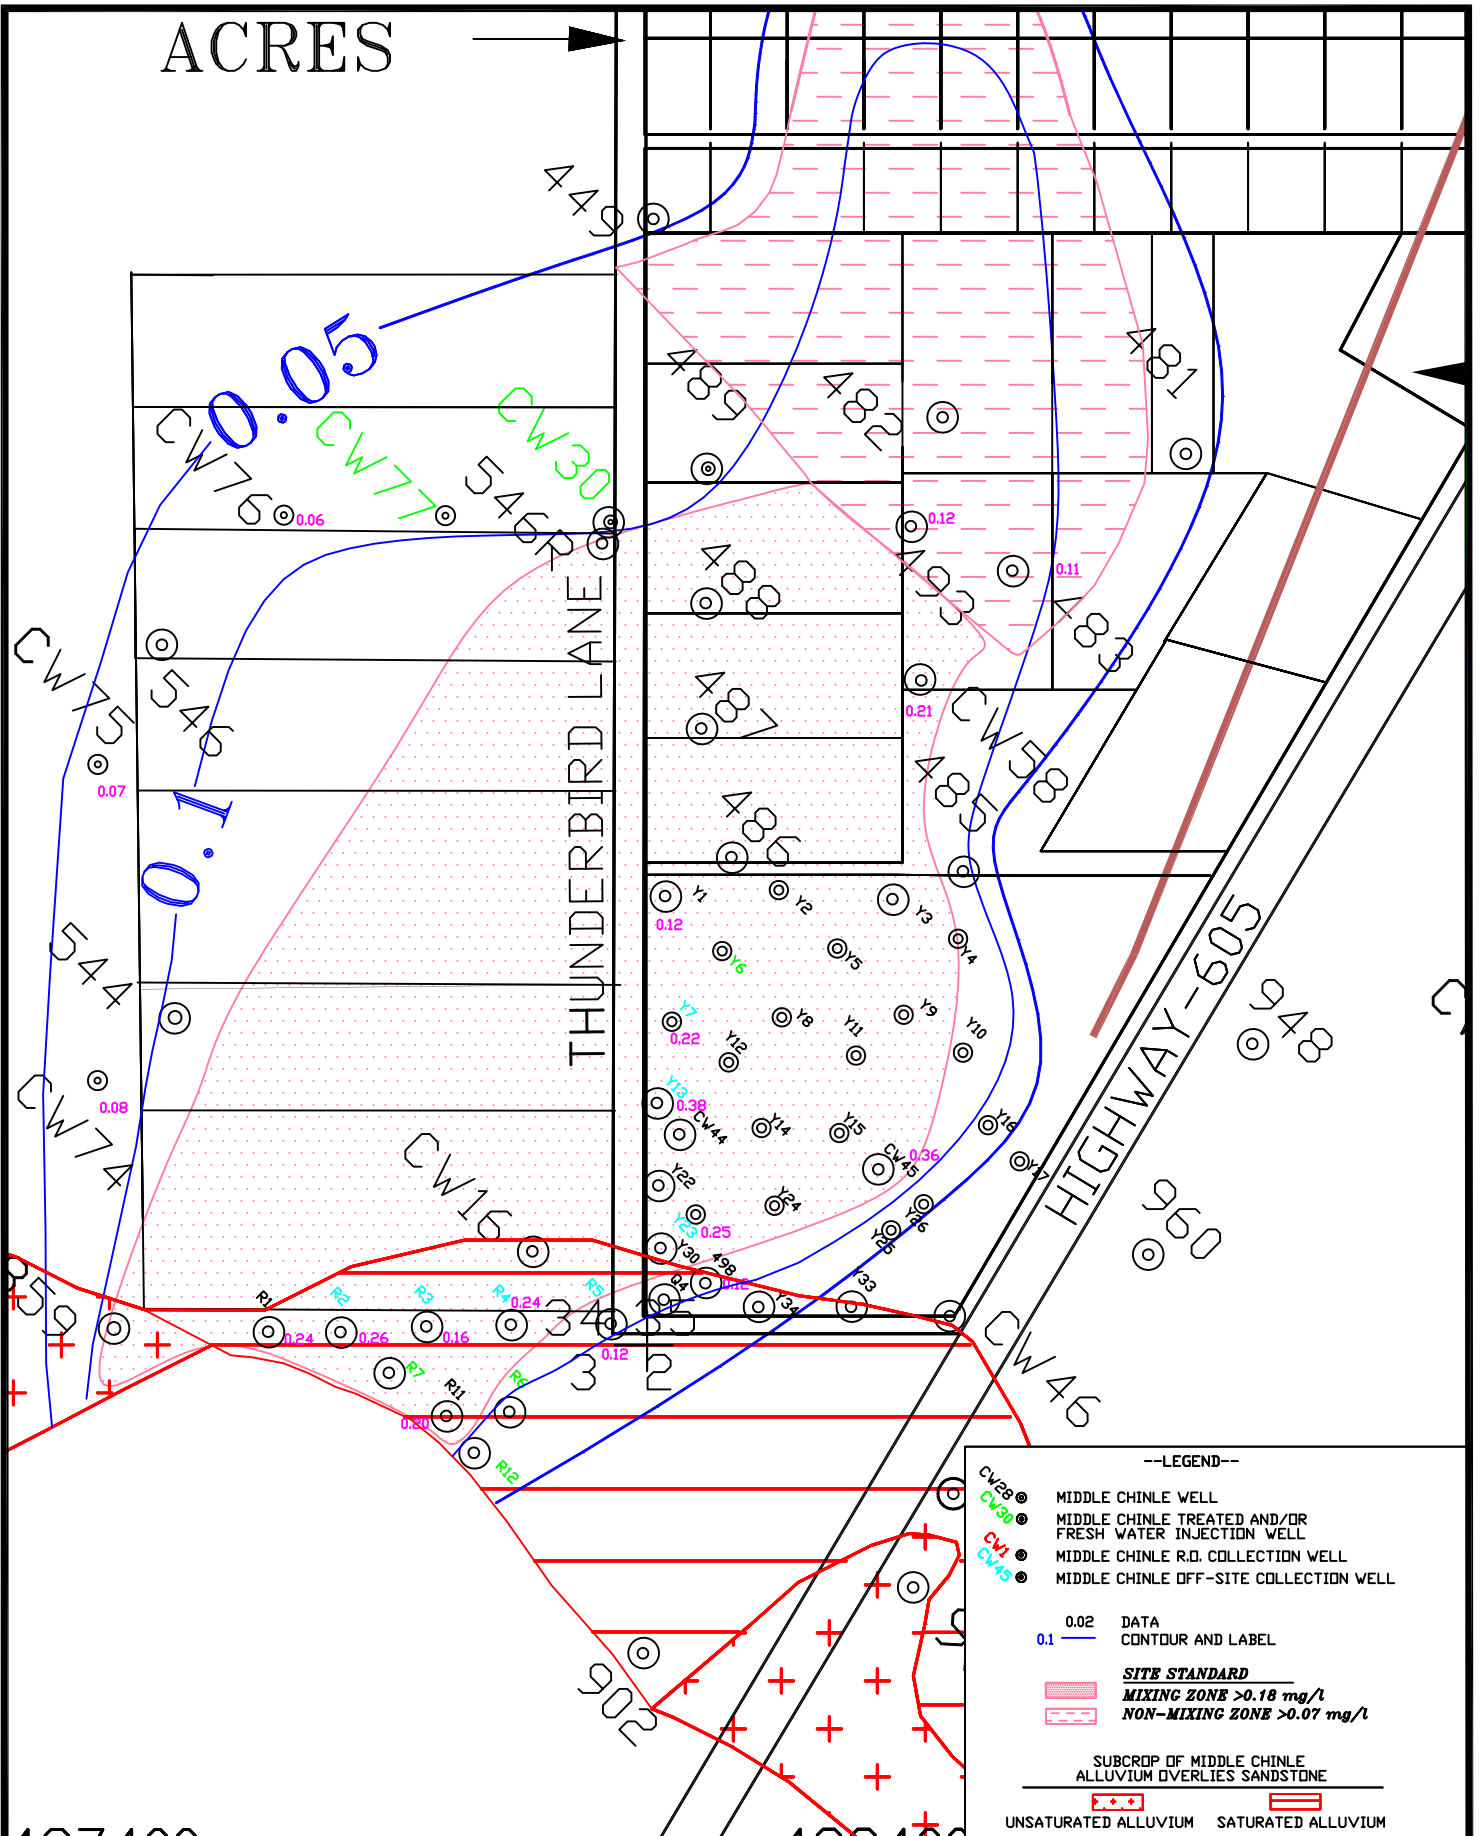 ACRES
449
0.05
489
482
481
CW76
CW77
CW30
546R
0.06
0.12
0.11
488
493
483
CW75
546
487
0.21
CW58
0.07
0.1
THUNDERBIRD LANE
485
486
Y1
Y2
Y3
0.12
544
Y6
Y5
Y4
Y7
0.22
Y8
Y9
Y10
Y11
Y12
HIGHWAY-605
948
CW74
0.08
Y13
0.38
CW44
Y14
Y15
Y16
Y17
CW45
0.36
CW16
Y22
Y23
0.25
Y24
Y26
Y25
960
Y30
498
0.12
Q4
Y34
Y33
859
R1
R2
R3
R4
R5
0.24
0.24
0.26
0.16
34
35
0.12
3
2
CW46
R7
R6
R11
0.20
R12
902
--LEGEND--
CW28 MIDDLE CHINLE WELL
CW30 MIDDLE CHINLE TREATED AND/OR
FRESH WATER INJECTION WELL
CW1 MIDDLE CHINLE R.O. COLLECTION WELL
CW45 MIDDLE CHINLE OFF-SITE COLLECTION WELL
0.02 DATA
0.1 CONTOUR AND LABEL
SITE STANDARD
MIXING ZONE >0.18 mg/l
NON-MIXING ZONE >0.07 mg/l
SUBCROP OF MIDDLE CHINLE
ALLUVIUM OVERLIES SANDSTONE
UNSATURATED ALLUVIUM SATURATED ALLUVIUM